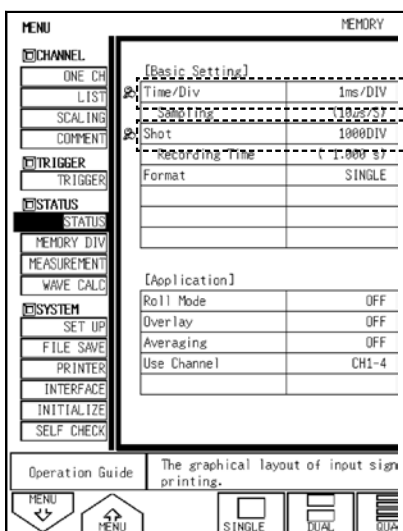 MENU MEMORY
CHANNEL
ONE CH
LIST
SCALING
COMMENT
TRIGGER
TRIGGER
STATUS
STATUS
MEMORY DIV
MEASUREMENT
WAVE CALC
SYSTEM
SET UP
FILE SAVE
PRINTER
INTERFACE
INITIALIZE
SELF CHECK
[Basic Setting]
Time/Div 1ms/DIV
Sampling (10µs/S)
Shot 1000DIV
Recording Time ( 1.000 s)
Format SINGLE
[Application]
Roll Mode OFF
Overlay OFF
Averaging OFF
Use Channel CH1-4
Operation Guide
The graphical layout of input sign
printing.
MENU
MENU
SINGLE
DUAL
QUA